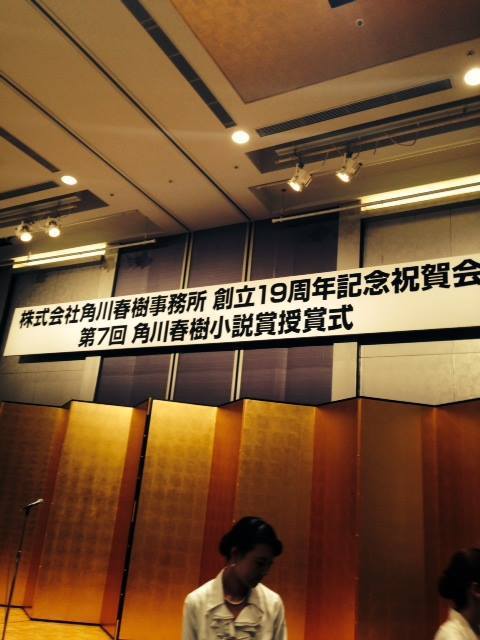 株式会社角川春樹事務所 創立19周年記念祝賀会
第7回 角川春樹小説賞授賞式